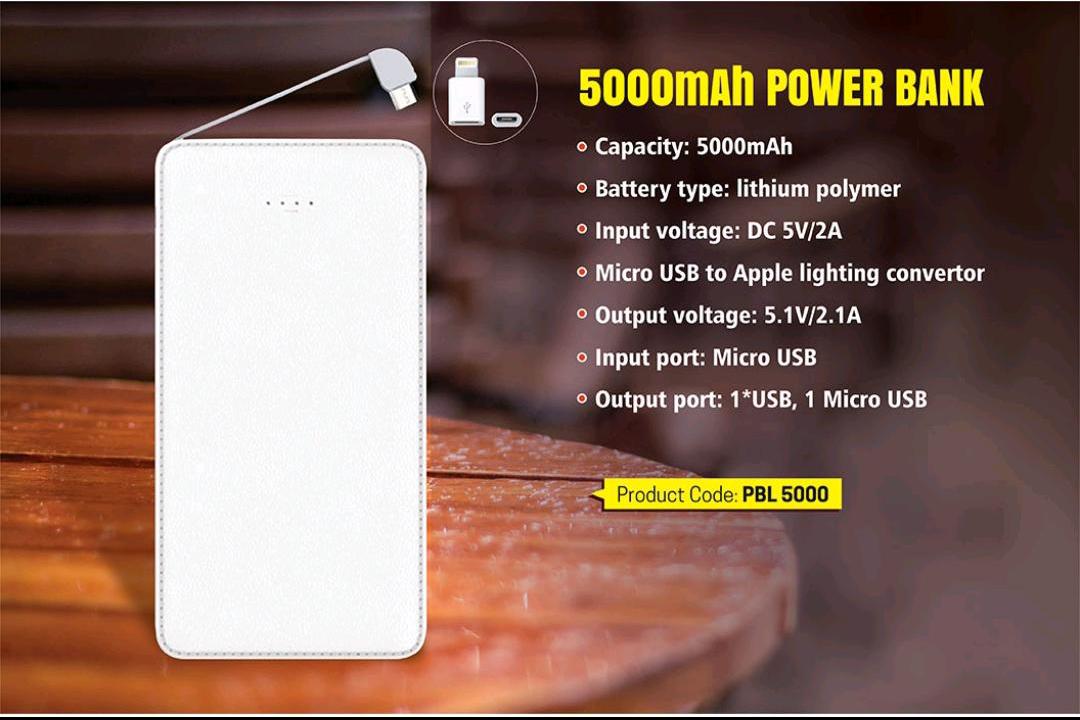 5000mAh POWER BANK
Capacity: 5000mAh
Battery type: lithium polymer
Input voltage: DC 5V/2A
Micro USB to Apple lighting convertor
Output voltage: 5.1V/2.1A
Input port: Micro USB
Output port: 1*USB, 1 Micro USB
Product Code: PBL 5000